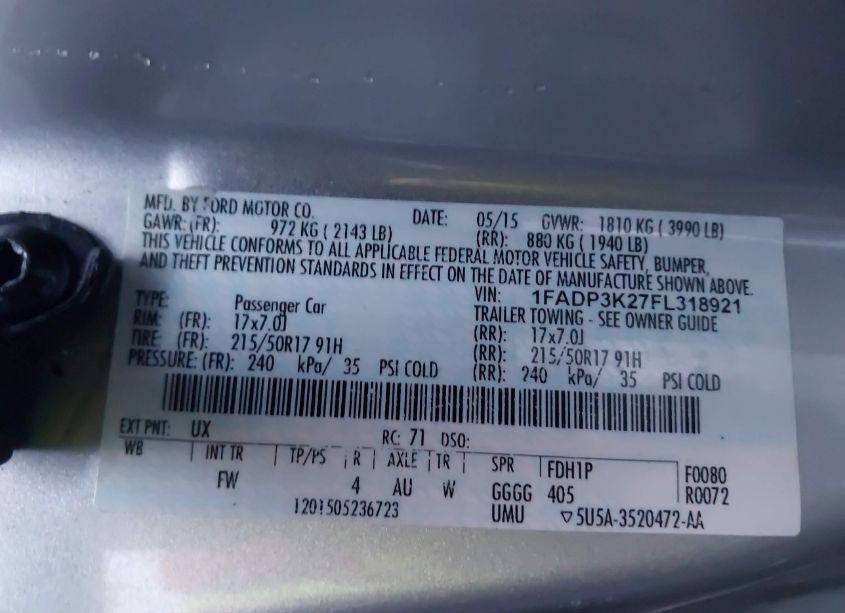 MFD. BY FORD MOTOR CO. DATE: 05/15 GVWR: 1810 KG ( 3990 LB)
GAWR: (FR): 972 KG ( 2143 LB) (RR): 880 KG ( 1940 LB)
THIS VEHICLE CONFORMS TO ALL APPLICABLE FEDERAL MOTOR VEHICLE SAFETY, BUMPER,
AND THEFT PREVENTION STANDARDS IN EFFECT ON THE DATE OF MANUFACTURE SHOWN ABOVE.
VIN: 1FADP3K27FL318921
TYPE: Passenger Car TRAILER TOWING - SEE OWNER GUIDE
RIM: (FR): 17x7.0J (RR): 17x7.0J
TIRE: (FR): 215/50R17 91H (RR): 215/50R17 91H
PRESSURE: (FR): 240 kPa/ 35 PSI COLD (RR): 240 kPa/ 35 PSI COLD
EXT PNT: UX RC: 71 DSO:
WB INT TR TP/PS R AXLE TR SPR FDH1P F0080
FW 4 AU W GGGG 405 R0072
1201505236723 UMU ▽5U5A-3520472-AA